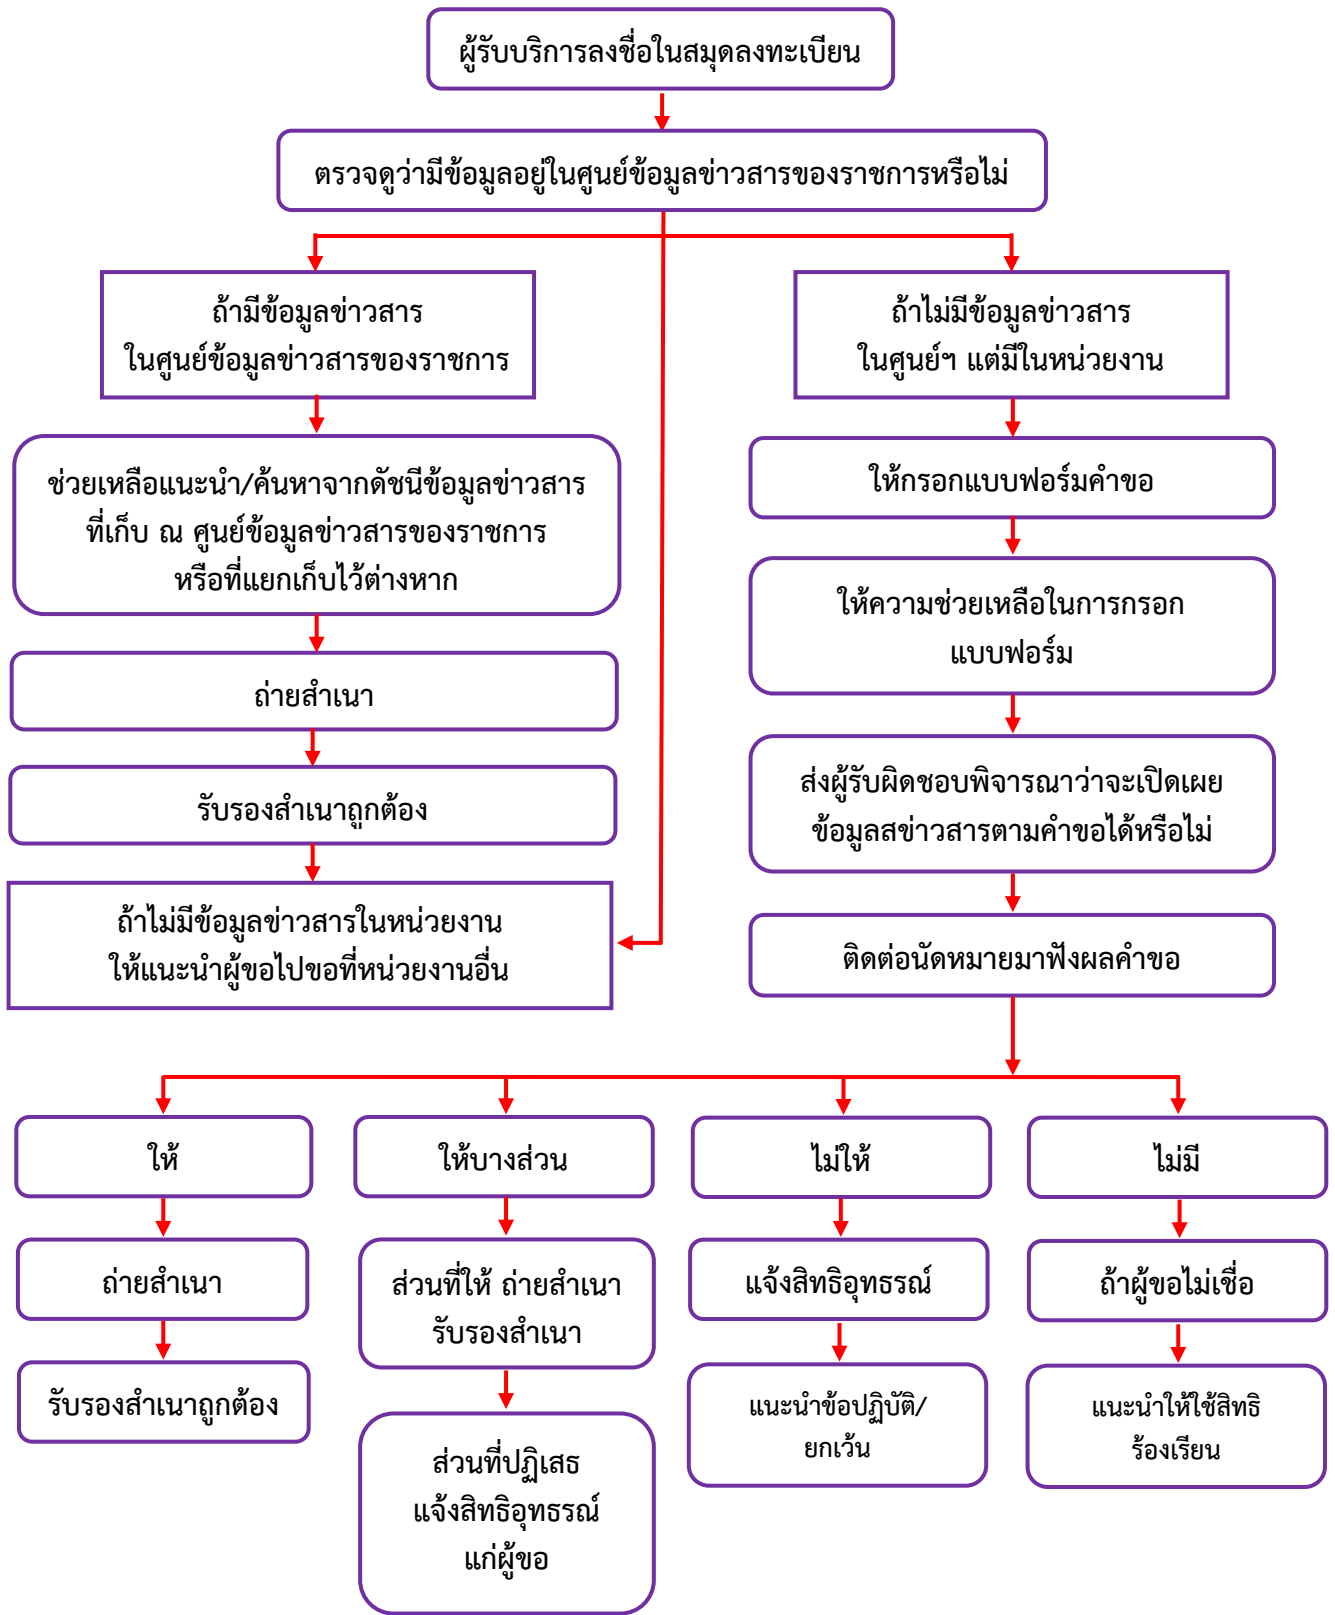 ผู้รับบริการลงชื่อในสมุดลงทะเบียน
ตรวจดูว่ามีข้อมูลอยู่ในศูนย์ข้อมูลข่าวสารของราชการหรือไม่
ถ้ามีข้อมูลข่าวสาร
ในศูนย์ข้อมูลข่าวสารของราชการ
ช่วยเหลือแนะนำ/ค้นหาจากดัชนีข้อมูลข่าวสาร
ที่เก็บ ณ ศูนย์ข้อมูลข่าวสารของราชการ
หรือที่แยกเก็บไว้ต่างหาก
ถ่ายสำเนา
รับรองสำเนาถูกต้อง
ถ้าไม่มีข้อมูลข่าวสารในหน่วยงาน
ให้แนะนำผู้ขอไปขอที่หน่วยงานอื่น
ถ้าไม่มีข้อมูลข่าวสาร
ในศูนย์ฯ แต่มีในหน่วยงาน
ให้กรอกแบบฟอร์มคำขอ
ให้ความช่วยเหลือในการกรอก
แบบฟอร์ม
ส่งผู้รับผิดชอบพิจารณาว่าจะเปิดเผย
ข้อมูลสข่าวสารตามคำขอได้หรือไม่
ติดต่อนัดหมายมาฟังผลคำขอ
ให้
ถ่ายสำเนา
รับรองสำเนาถูกต้อง
ให้บางส่วน
ส่วนที่ให้ ถ่ายสำเนา
รับรองสำเนา
ส่วนที่ปฏิเสธ
แจ้งสิทธิอุทธรณ์
แก่ผู้ขอ
ไม่ให้
แจ้งสิทธิอุทธรณ์
แนะนำข้อปฏิบัติ/
ยกเว้น
ไม่มี
ถ้าผู้ขอไม่เชื่อ
แนะนำให้ใช้สิทธิ
ร้องเรียน